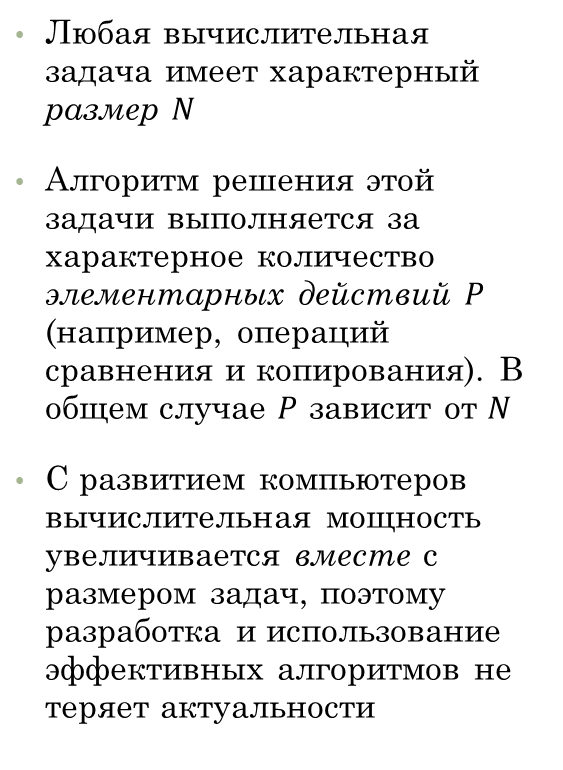 • Любая вычислительная
задача имеет характерный
размер N
• Алгоритм решения этой
задачи выполняется за
характерное количество
элементарных действий P
(например, операций
сравнения и копирования). В
общем случае P зависит от N
• С развитием компьютеров
вычислительная мощность
увеличивается вместе с
размером задач, поэтому
разработка и использование
эффективных алгоритмов не
теряет актуальности